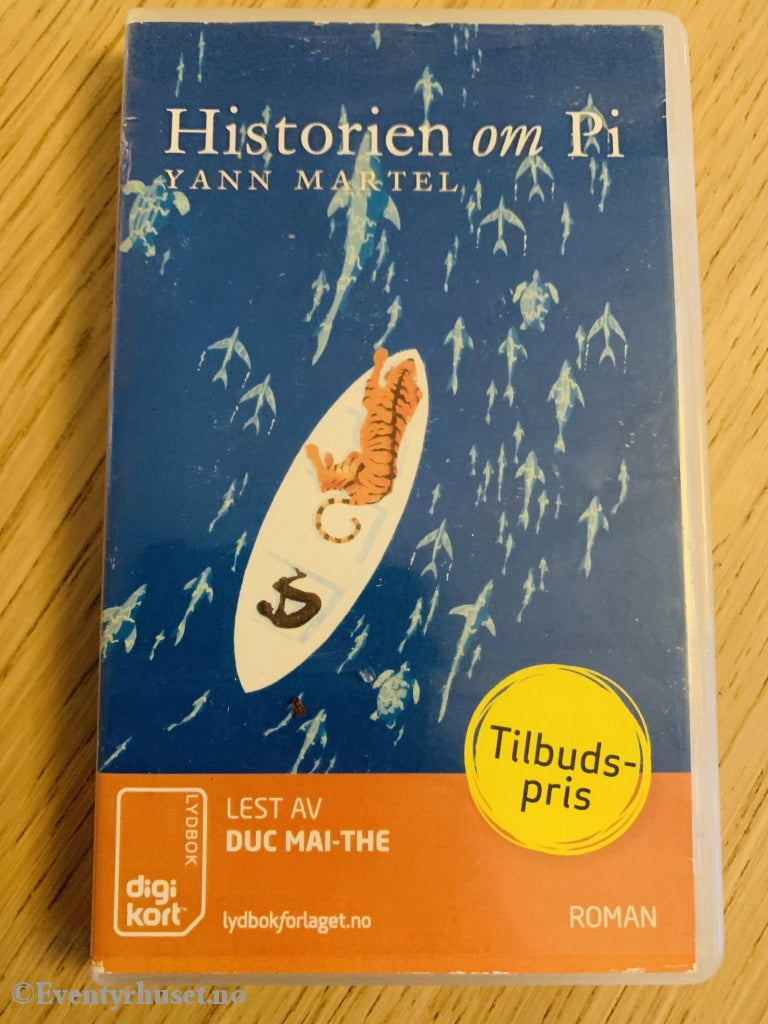 Historien om Pi
YANN MARTEL
Tilbuds-
pris
LYDBOK
digi
kort™
LEST AV
DUC MAI-THE
lydbokforlaget.no
ROMAN
©Eventyrhuset.no